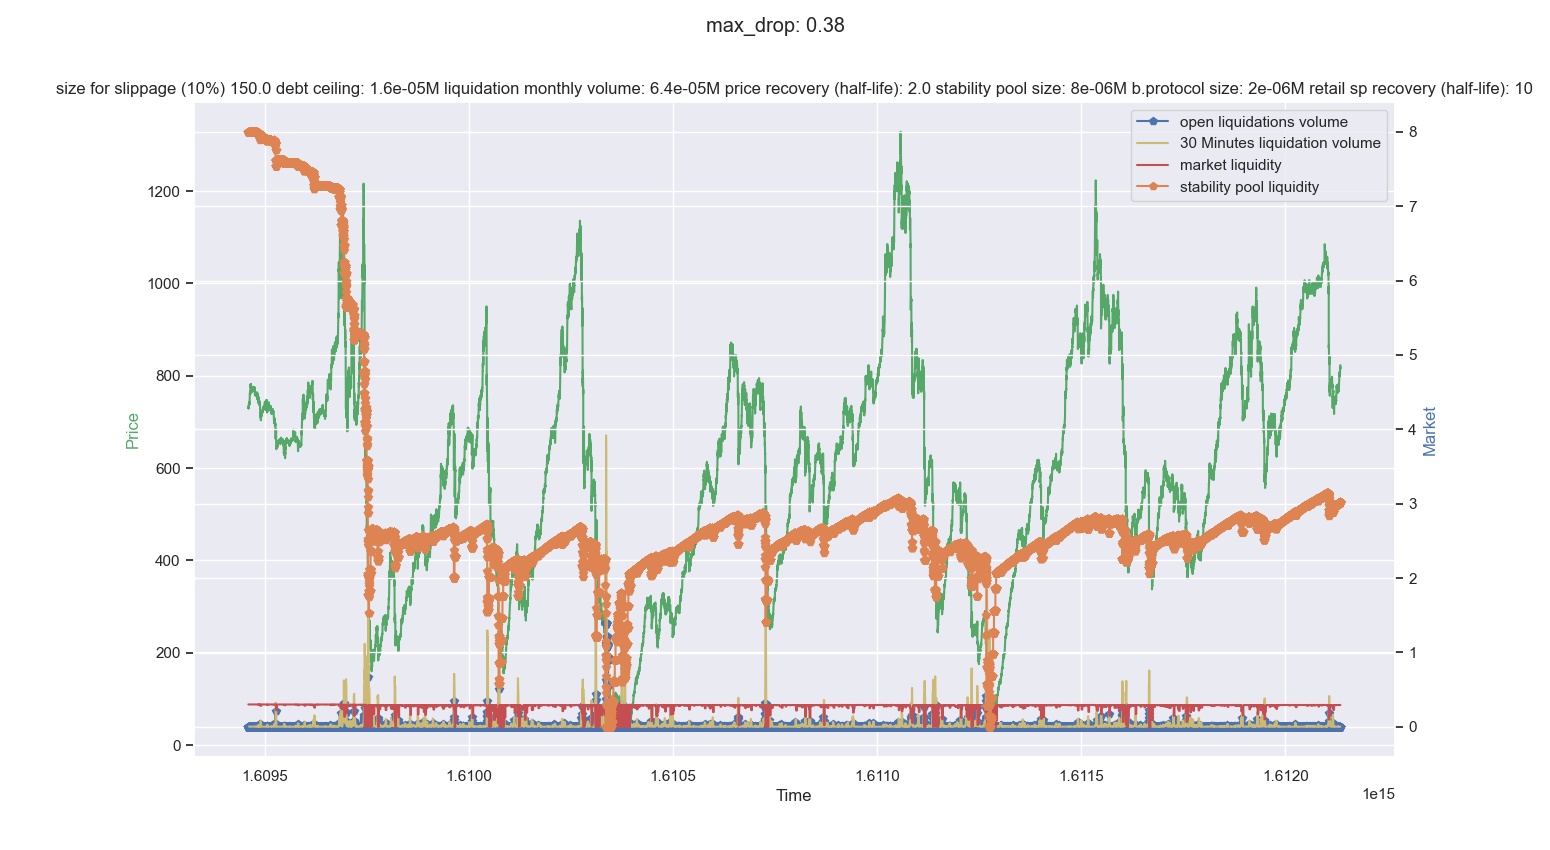 max_drop: 0.38
size for slippage (10%) 150.0 debt ceiling: 1.6e-05M liquidation monthly volume: 6.4e-05M price recovery (half-life): 2.0 stability pool size: 8e-06M b.protocol size: 2e-06M retail sp recovery (half-life): 10
open liquidations volume
30 Minutes liquidation volume
market liquidity
stability pool liquidity
1200
1000
800
600
400
200
0
Price
8
7
6
5
4
3
2
1
0
Market
1.6095 1.6100 1.6105 1.6110 1.6115 1.6120
Time
1e15